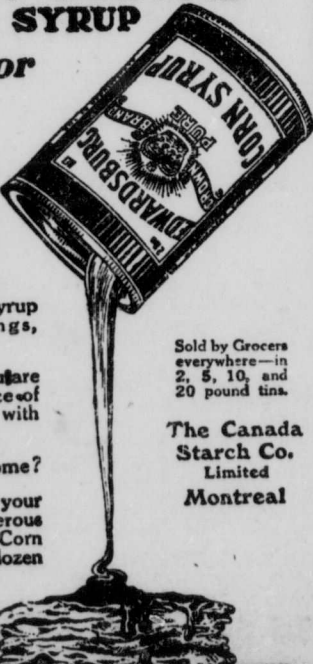 SYRUP
or
EDWARDSBURG
CROWN BRAND
PURE
CORN SYRUP
yrup
ngs,
are
ce of
with
ome?
your
erous
Corn
lozen
Sold by Grocers
everywhere—in
2, 5, 10, and
20 pound tins.
The Canada
Starch Co.
Limited
Montreal